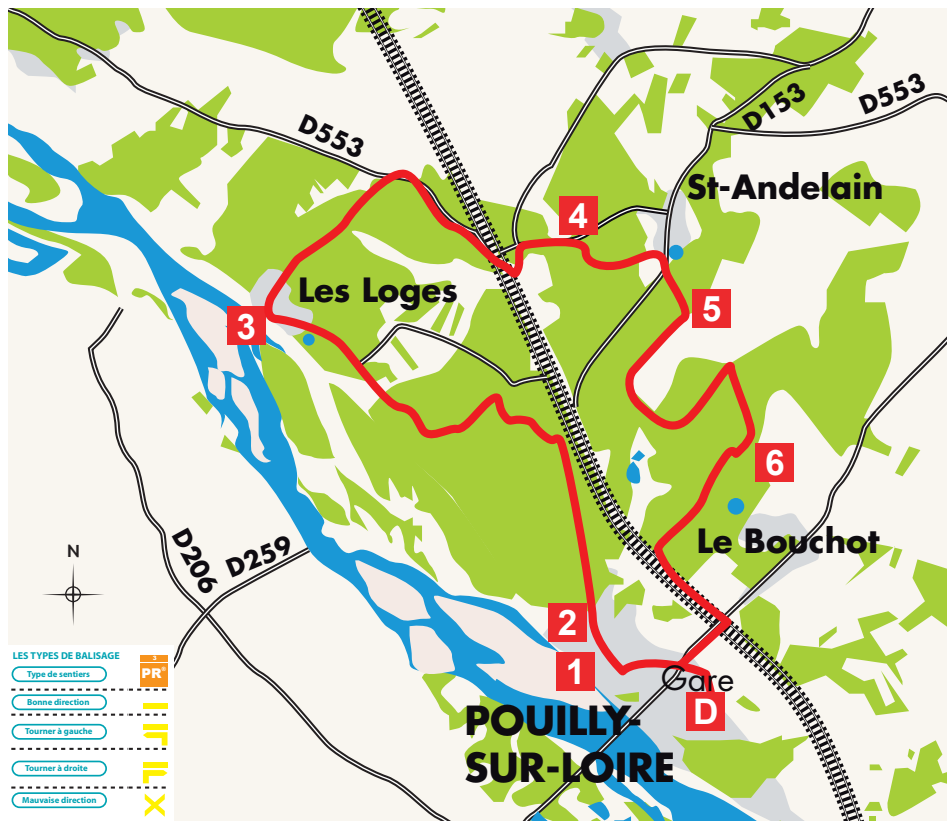 D553
D153
D553
St-Andelain
4
Les Loges
5
3
6
Le Bouchot
D206
D259
N
2
1
Gare
D
POUILLY-
SUR-LOIRE
LES TYPES DE BALISAGE
Type de sentiers
3
PR®
Bonne direction
Tourner à gauche
Tourner à droite
Mauvaise direction